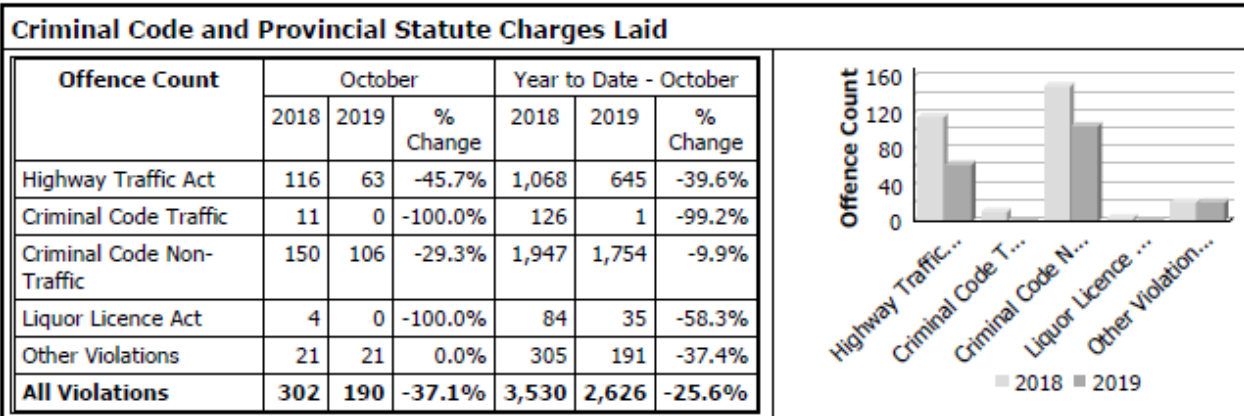 Criminal Code and Provincial Statute Charges Laid
Offence Count October Year to Date - October
2018 2019 % Change 2018 2019 % Change
Highway Traffic Act 116 63 -45.7% 1,068 645 -39.6%
Criminal Code Traffic 11 0 -100.0% 126 1 -99.2%
Criminal Code Non-
Traffic 150 106 -29.3% 1,947 1,754 -9.9%
Liquor Licence Act 4 0 -100.0% 84 35 -58.3%
Other Violations 21 21 0.0% 305 191 -37.4%
All Violations 302 190 -37.1% 3,530 2,626 -25.6%
Offence Count
160
120
80
40
0
Highway Traffic...
Criminal Code T...
Criminal Code N...
Liquor Licence ...
Other Violation...
2018 2019